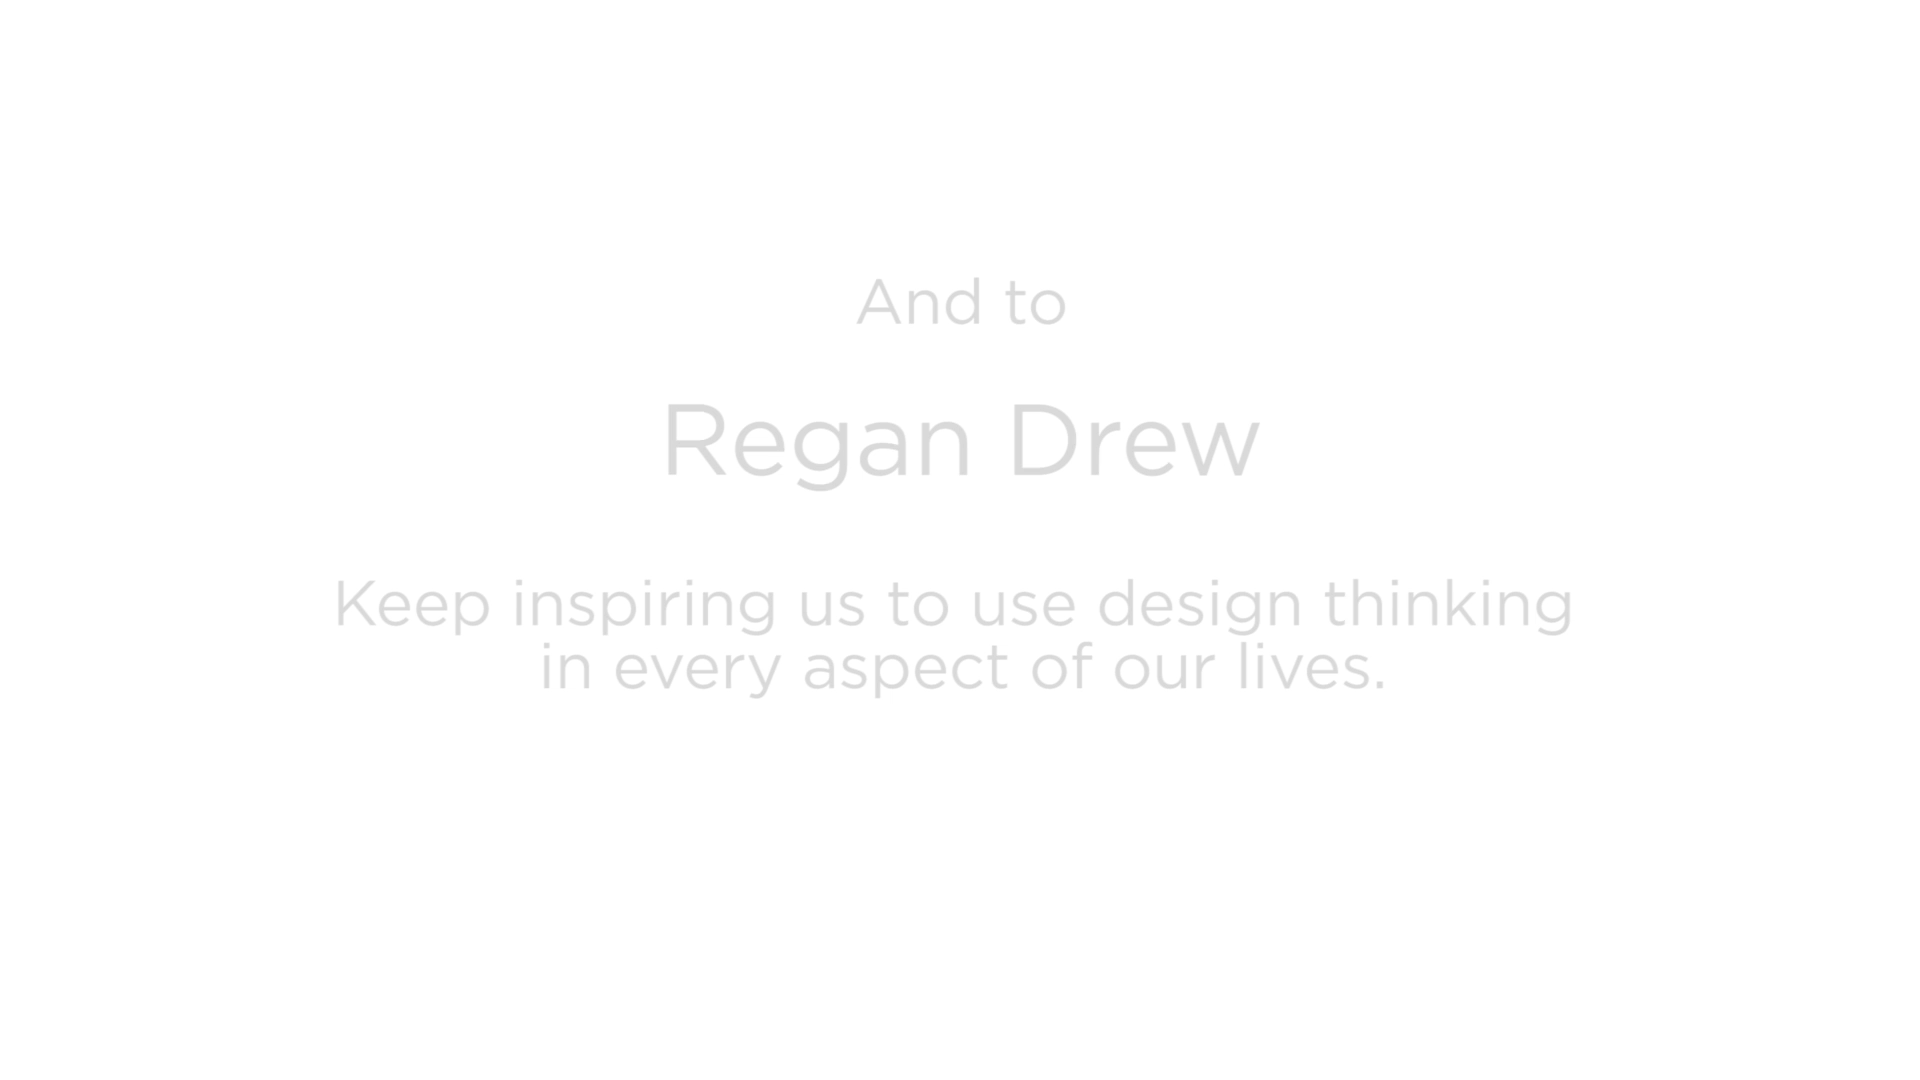 And to
Regan Drew
Keep inspiring us to use design thinking
in every aspect of our lives.